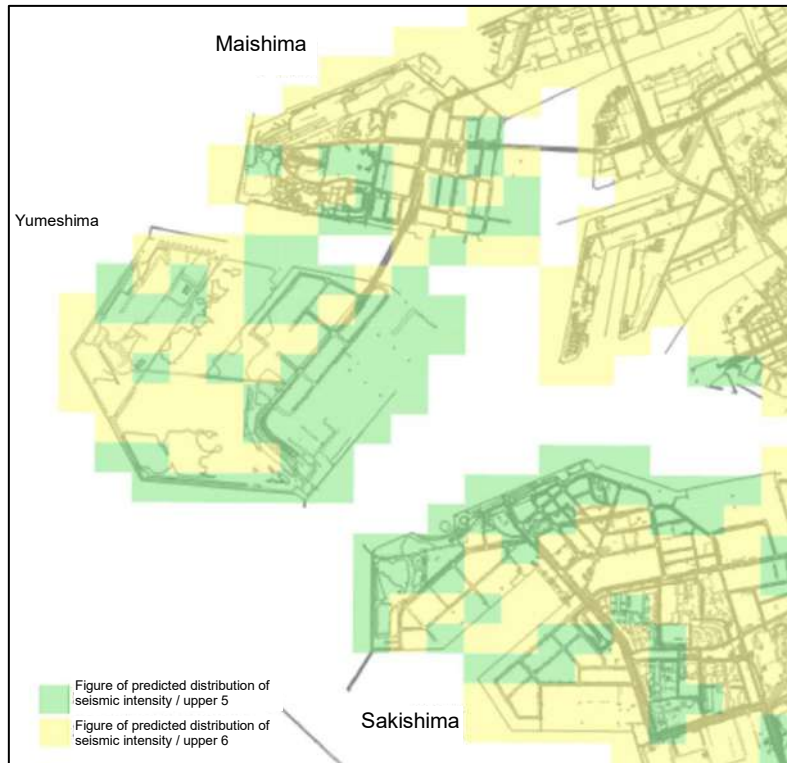 Maishima
Yumeshima
Figure of predicted distribution of
seismic intensity / upper 5
Figure of predicted distribution of
seismic intensity / upper 6
Sakishima